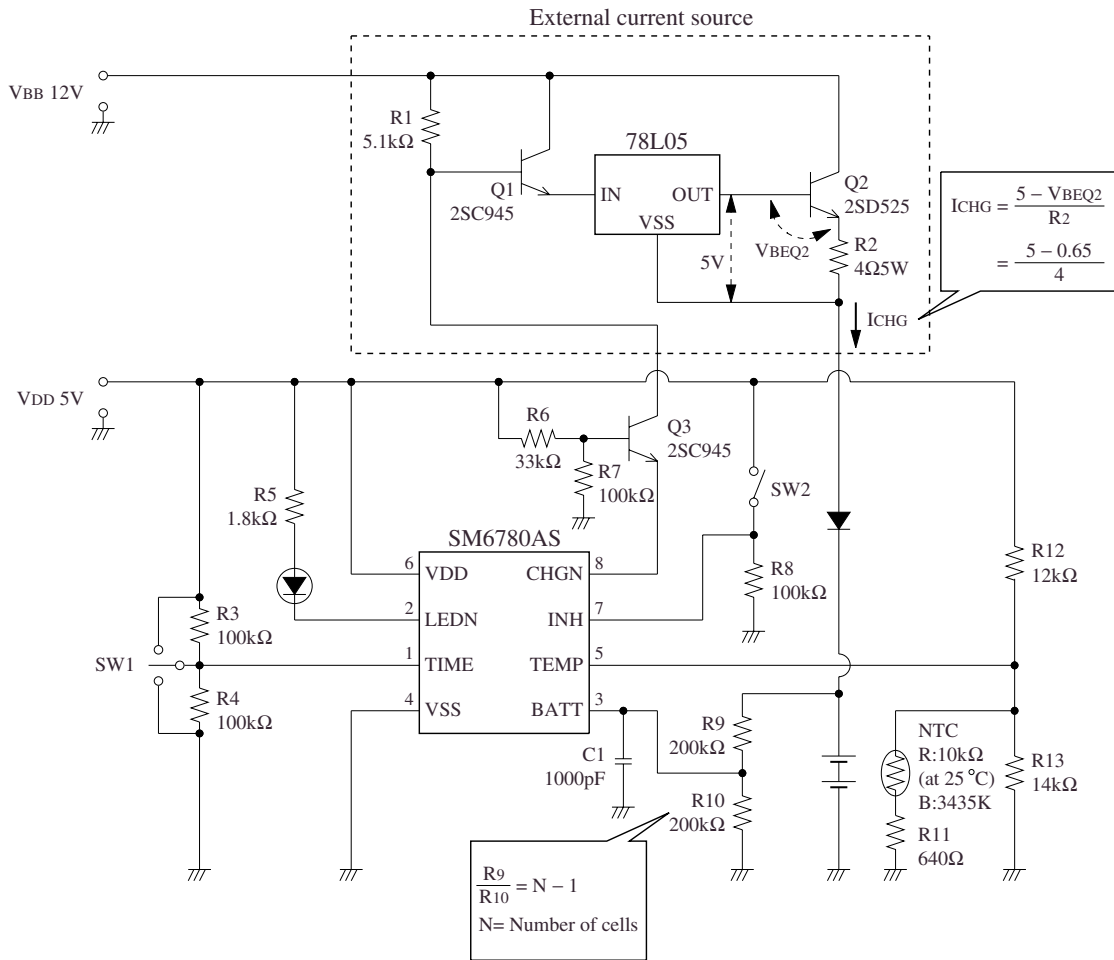 External current source
VBB 12V
R1
5.1kΩ
Q1
2SC945
78L05
IN
OUT
VSS
Q2
2SD525
VBEQ2
5V
R2
4Ω5W
ICHG
ICHG = 5 – VBEQ2 / R2
= 5 – 0.65 / 4
VDD 5V
R6
33kΩ
Q3
2SC945
R7
100kΩ
SW2
R5
1.8kΩ
SM6780AS
6
VDD
CHGN
8
2
LEDN
INH
7
1
TIME
TEMP
5
4
VSS
BATT
3
R8
100kΩ
R12
12kΩ
R3
100kΩ
SW1
R4
100kΩ
C1
1000pF
R9
200kΩ
R10
200kΩ
NTC
R:10kΩ
(at 25 °C)
B:3435K
R11
640Ω
R13
14kΩ
R9 / R10 = N – 1
N= Number of cells